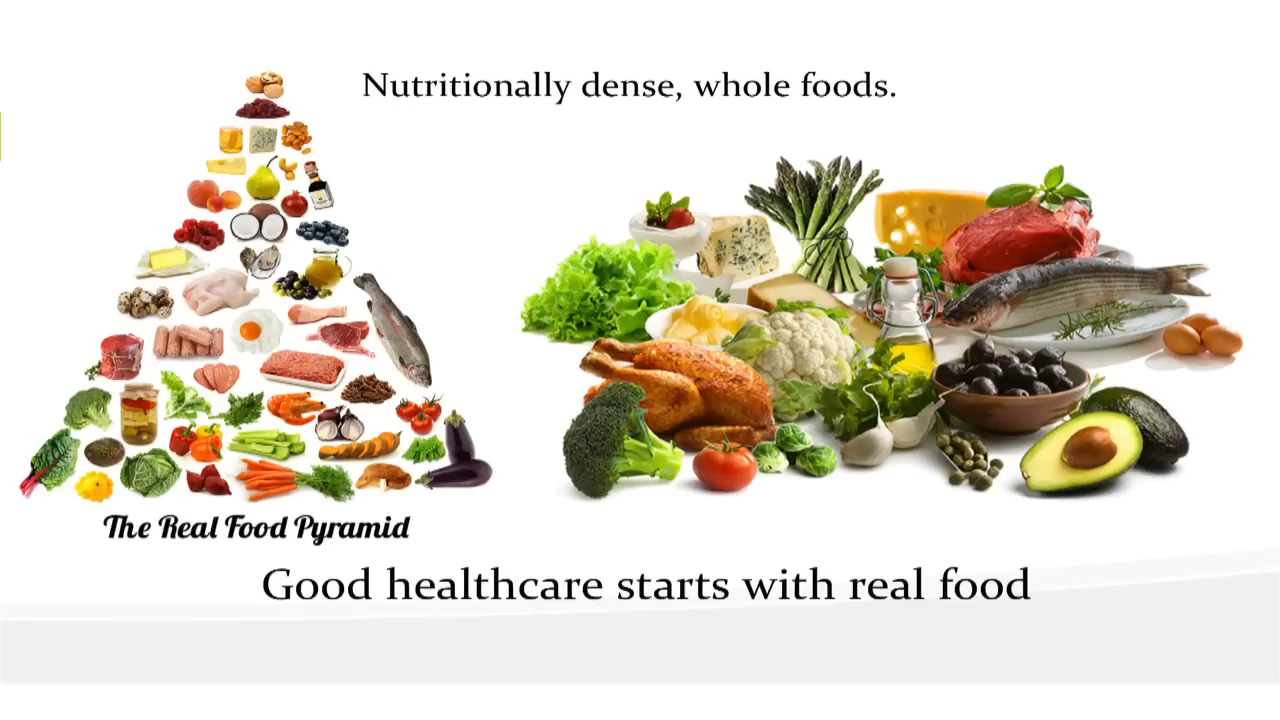 Nutritionally dense, whole foods.
The Real Food Pyramid
Good healthcare starts with real food